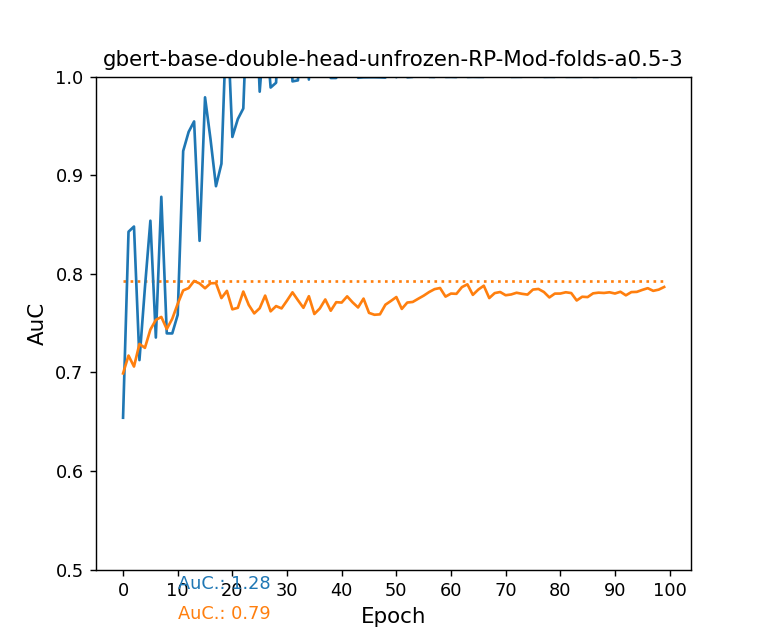 gbert-base-double-head-unfrozen-RP-Mod-folds-a0.5-3
1.0
0.9
0.8
0.7
0.6
0.5
AuC
0 10 20 30 40 50 60 70 80 90 100
AuC.: 1.28
AuC.: 0.79
Epoch